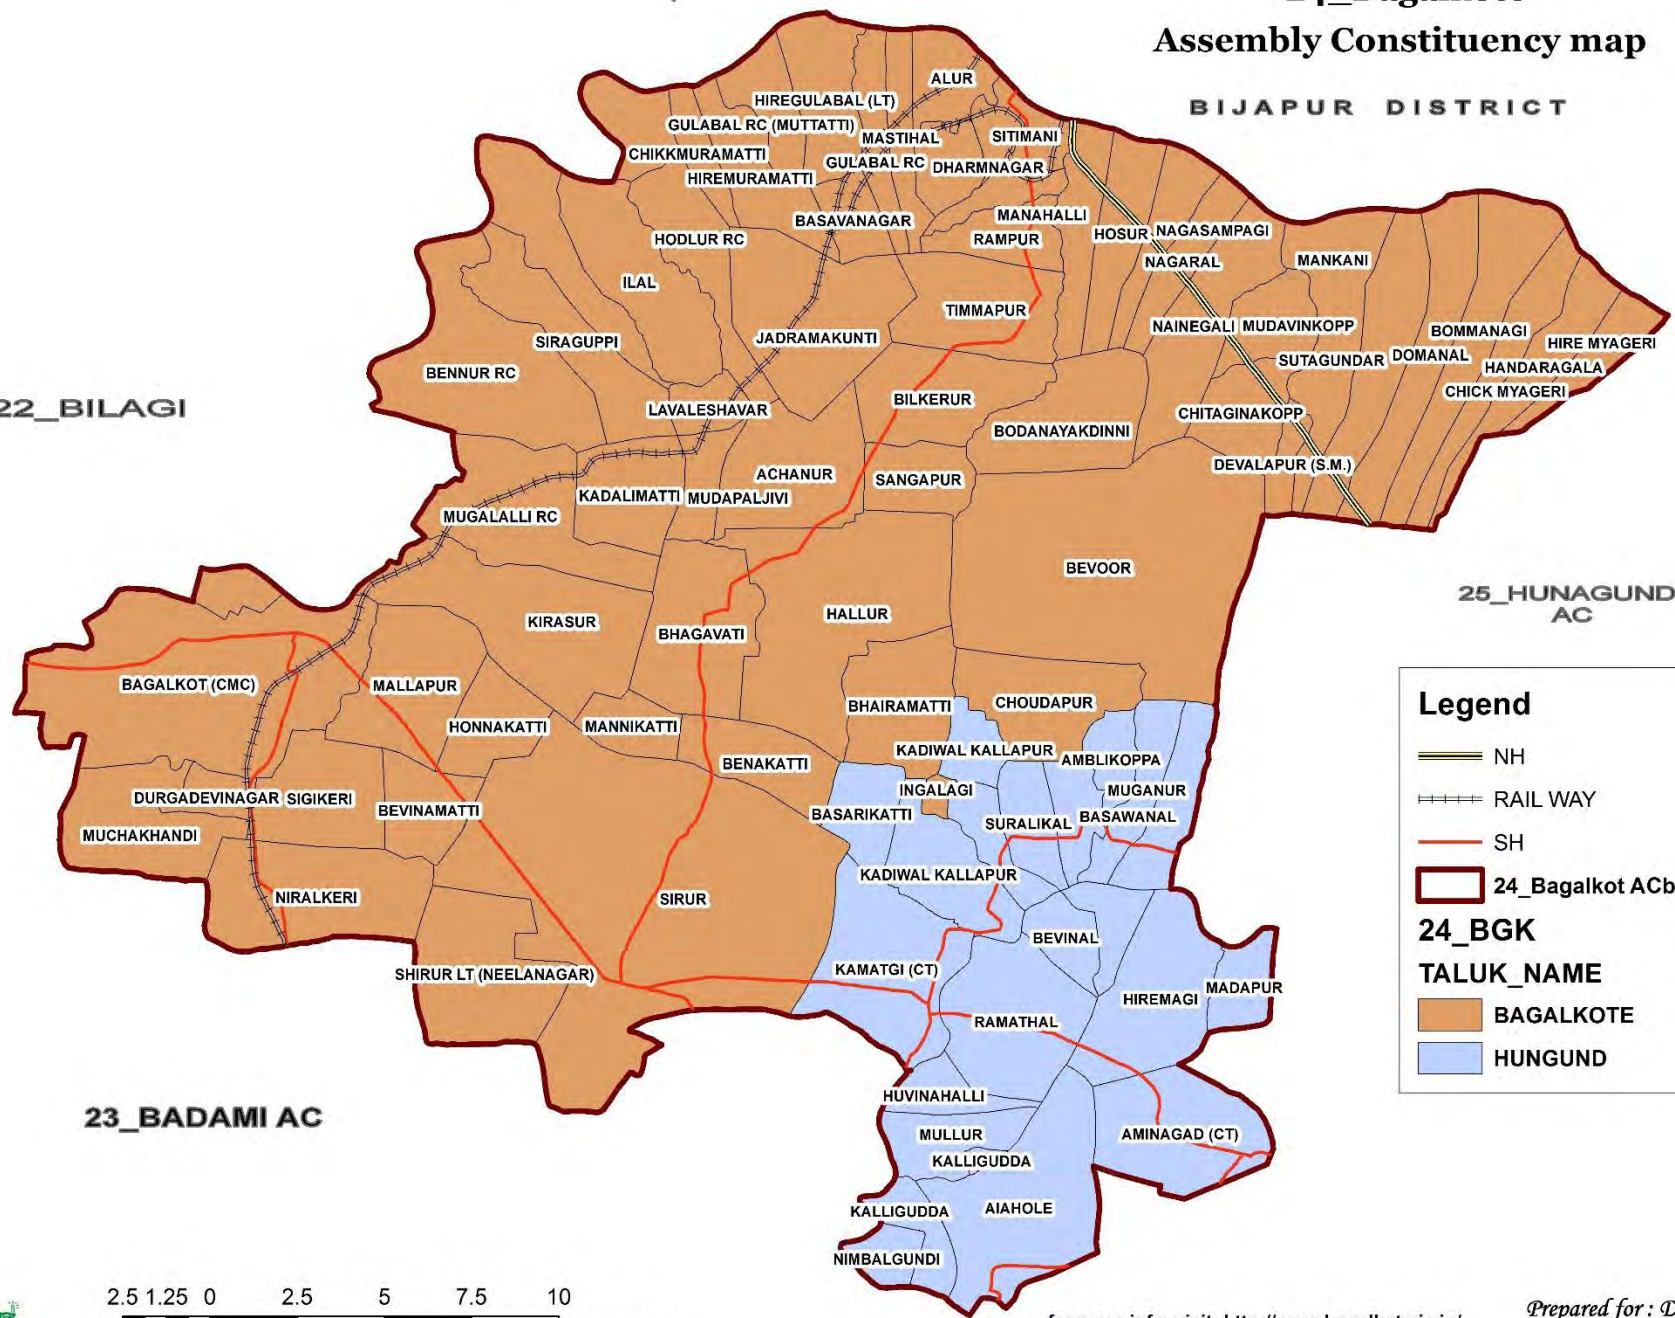 Assembly Constituency map
BIJAPUR DISTRICT
ALUR
HIREGULABAL (LT)
GULABAL RC (MUTTATTI)
MASTIHAL
SITIMANI
CHIKKMURAMATTI
GULABAL RC
DHARMNAGAR
HIREMURAMATTI
BASAVANAGAR
MANAHALLI
HODLUR RC
RAMPUR
HOSUR
NAGASAMPAGI
NAGARAL
MANKANI
ILAL
TIMMAPUR
NAINEGALI
MUDAVINKOPP
BOMMANAGI
SIRAGUPPI
JADRAMAKUNTI
HIRE MYAGERI
SUTAGUNDAR
DOMANAL
HANDARAGALA
BENNUR RC
CHICK MYAGERI
22_BILAGI
LAVALESHAVAR
BILKERUR
CHITAGINAKOPP
BODANAYAKDINNI
DEVALAPUR (S.M.)
ACHANUR
SANGAPUR
KADALIMATTI
MUDAPALJIVI
MUGALALLI RC
BEVOOR
25_HUNAGUND
AC
KIRASUR
HALLUR
BHAGAVATI
BAGALKOT (CMC)
MALLAPUR
BHAIRAMATTI
CHOUDAPUR
HONNAKATTI
MANNIKATTI
KADIWAL KALLAPUR
AMBLIKOPPA
BENAKATTI
INGALAGI
MUGANUR
DURGADEVINAGAR
SIGIKERI
BEVINAMATTI
BASARIKATTI
SURALIKAL
BASAWANAL
MUCHAKHANDI
KADIWAL KALLAPUR
NIRALKERI
SIRUR
BEVINAL
SHIRUR LT (NEELANAGAR)
KAMATGI (CT)
MADAPUR
HIREMAGI
RAMATHAL
HUVINAHALLI
MULLUR
AMINAGAD (CT)
KALLIGUDDA
KALLIGUDDA
AIAHOLE
NIMBALGUNDI
23_BADAMI AC
Legend
NH
RAIL WAY
SH
24_Bagalkot ACb
24_BGK
TALUK_NAME
BAGALKOTE
HUNGUND
2.5 1.25 0 2.5 5 7.5 10
Prepared for : D